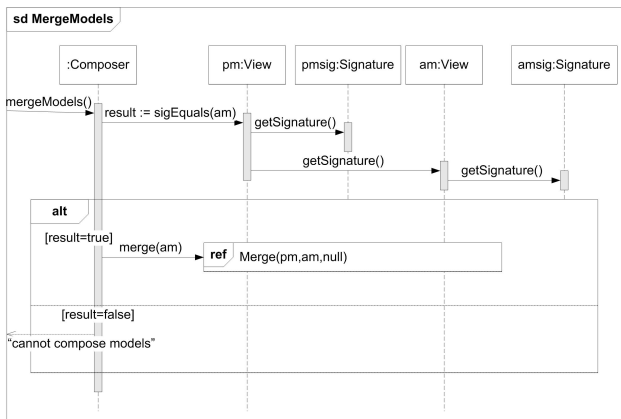 sd MergeModels
:Composer
pm:View
pmsig:Signature
am:View
amsig:Signature
mergeModels()
result := sigEquals(am)
getSignature()
getSignature()
getSignature()
alt
[result=true]
merge(am)
ref
Merge(pm,am,null)
[result=false]
“cannot compose models”